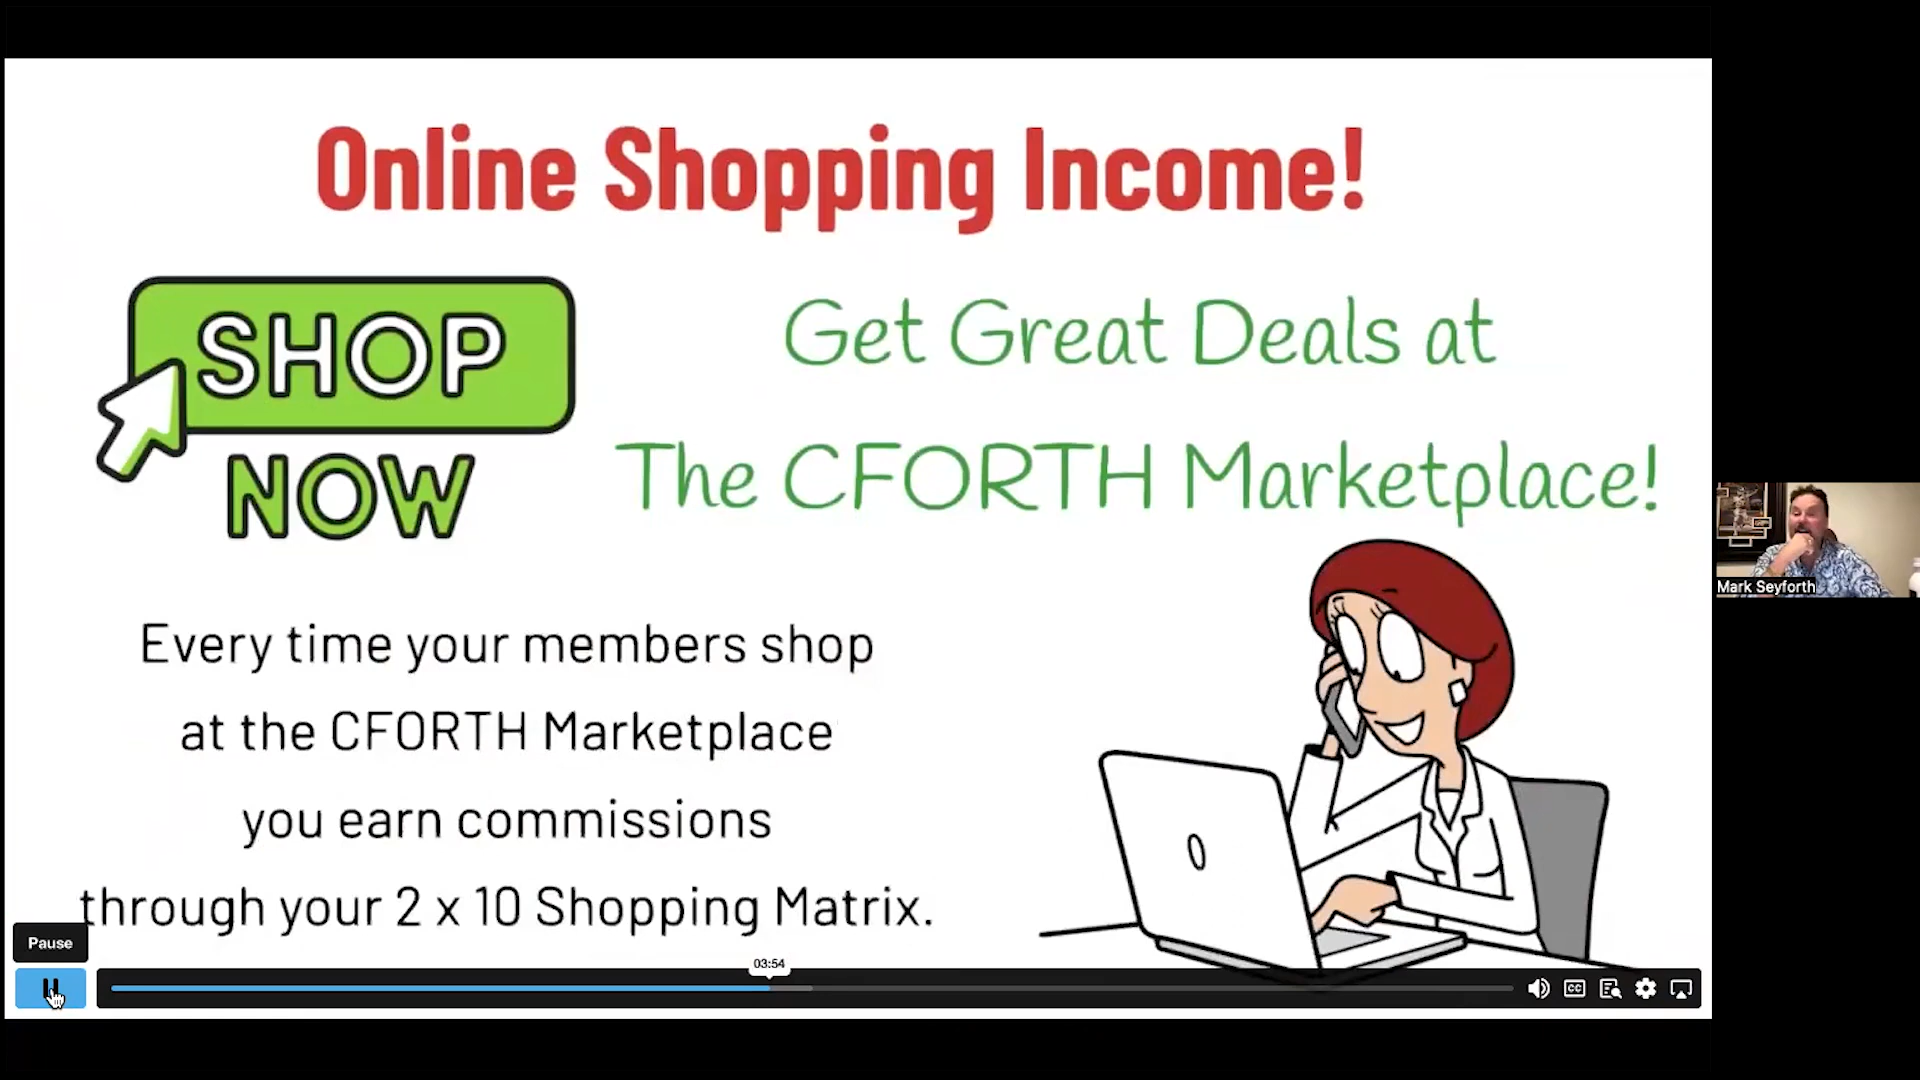 Online Shopping Income!
SHOP
NOW
Get Great Deals at
The CFORTH Marketplace!
Every time your members shop
at the CFORTH Marketplace
you earn commissions
through your 2 x 10 Shopping Matrix.
Pause
03:54
CC
Mark Seyforth